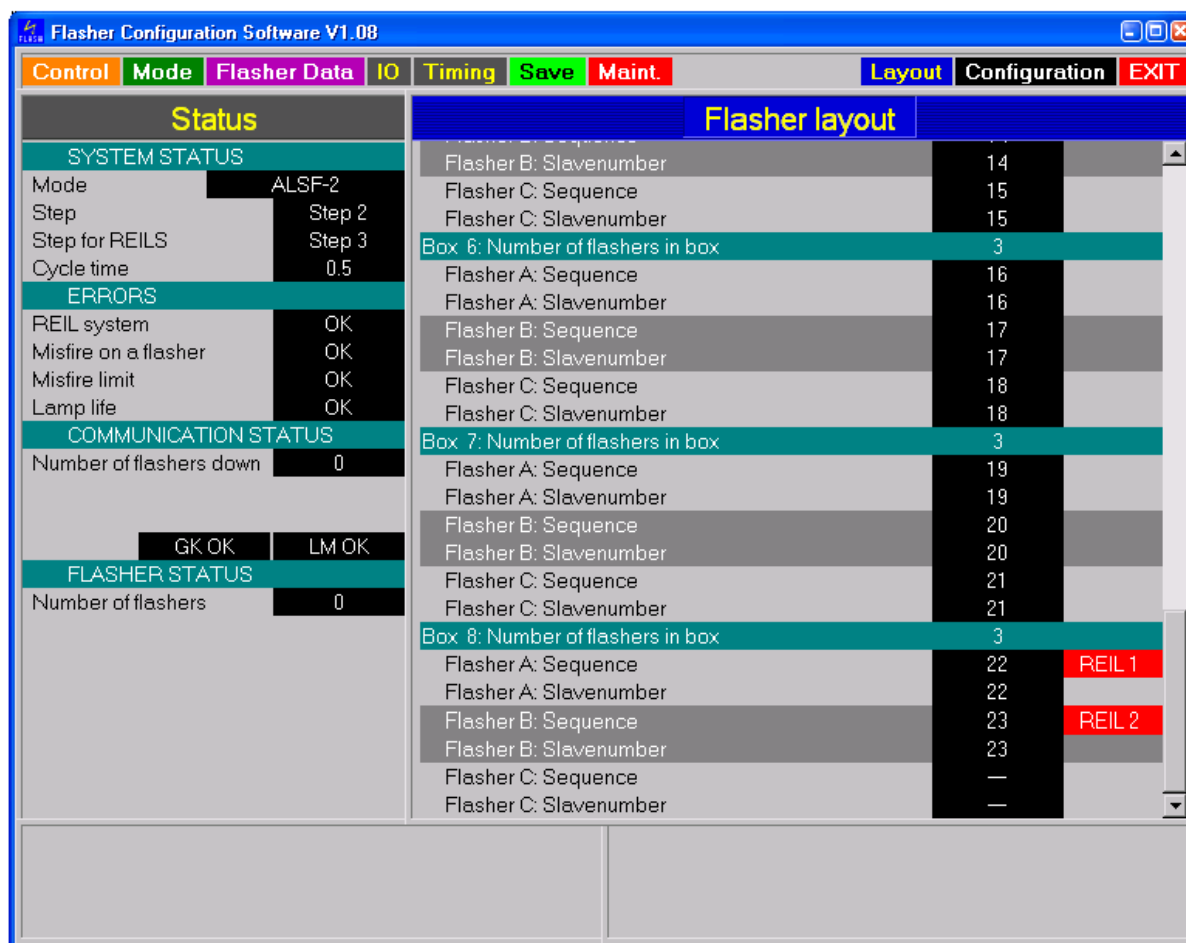 FLASH Flasher Configuration Software V1.08
Control Mode Flasher Data IO Timing Save Maint. Layout Configuration EXIT
Status
SYSTEM STATUS
Mode ALSF-2
Step Step 2
Step for REILS Step 3
Cycle time 0.5
ERRORS
REIL system OK
Misfire on a flasher OK
Misfire limit OK
Lamp life OK
COMMUNICATION STATUS
Number of flashers down 0
GK OK LM OK
FLASHER STATUS
Number of flashers 0
Flasher layout
Flasher B: Slavenumber 14
Flasher C: Sequence 15
Flasher C: Slavenumber 15
Box 6: Number of flashers in box 3
Flasher A: Sequence 16
Flasher A: Slavenumber 16
Flasher B: Sequence 17
Flasher B: Slavenumber 17
Flasher C: Sequence 18
Flasher C: Slavenumber 18
Box 7: Number of flashers in box 3
Flasher A: Sequence 19
Flasher A: Slavenumber 19
Flasher B: Sequence 20
Flasher B: Slavenumber 20
Flasher C: Sequence 21
Flasher C: Slavenumber 21
Box 8: Number of flashers in box 3
Flasher A: Sequence 22 REIL 1
Flasher A: Slavenumber 22
Flasher B: Sequence 23 REIL 2
Flasher B: Slavenumber 23
Flasher C: Sequence —
Flasher C: Slavenumber —